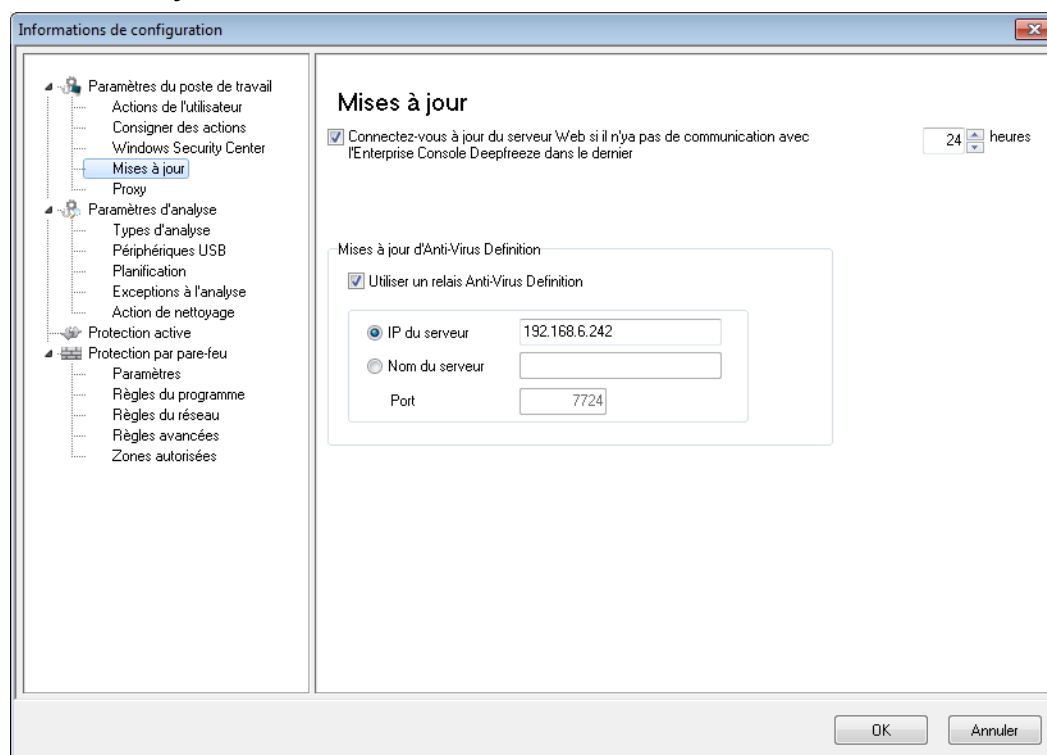 Informations de configuration
Paramètres du poste de travail
Actions de l'utilisateur
Consigner des actions
Windows Security Center
Mises à jour
Proxy
Paramètres d'analyse
Types d'analyse
Périphériques USB
Planification
Exceptions à l'analyse
Action de nettoyage
Protection active
Protection par pare-feu
Paramètres
Règles du programme
Règles du réseau
Règles avancées
Zones autorisées
Mises à jour
Connectez-vous à jour du serveur Web si il n'ya pas de communication avec
l'Enterprise Console Deepfreeze dans le dernier
24 heures
Mises à jour d'Anti-Virus Definition
Utiliser un relais Anti-Virus Definition
IP du serveur 192.168.6.242
Nom du serveur
Port 7724
OK Annuler